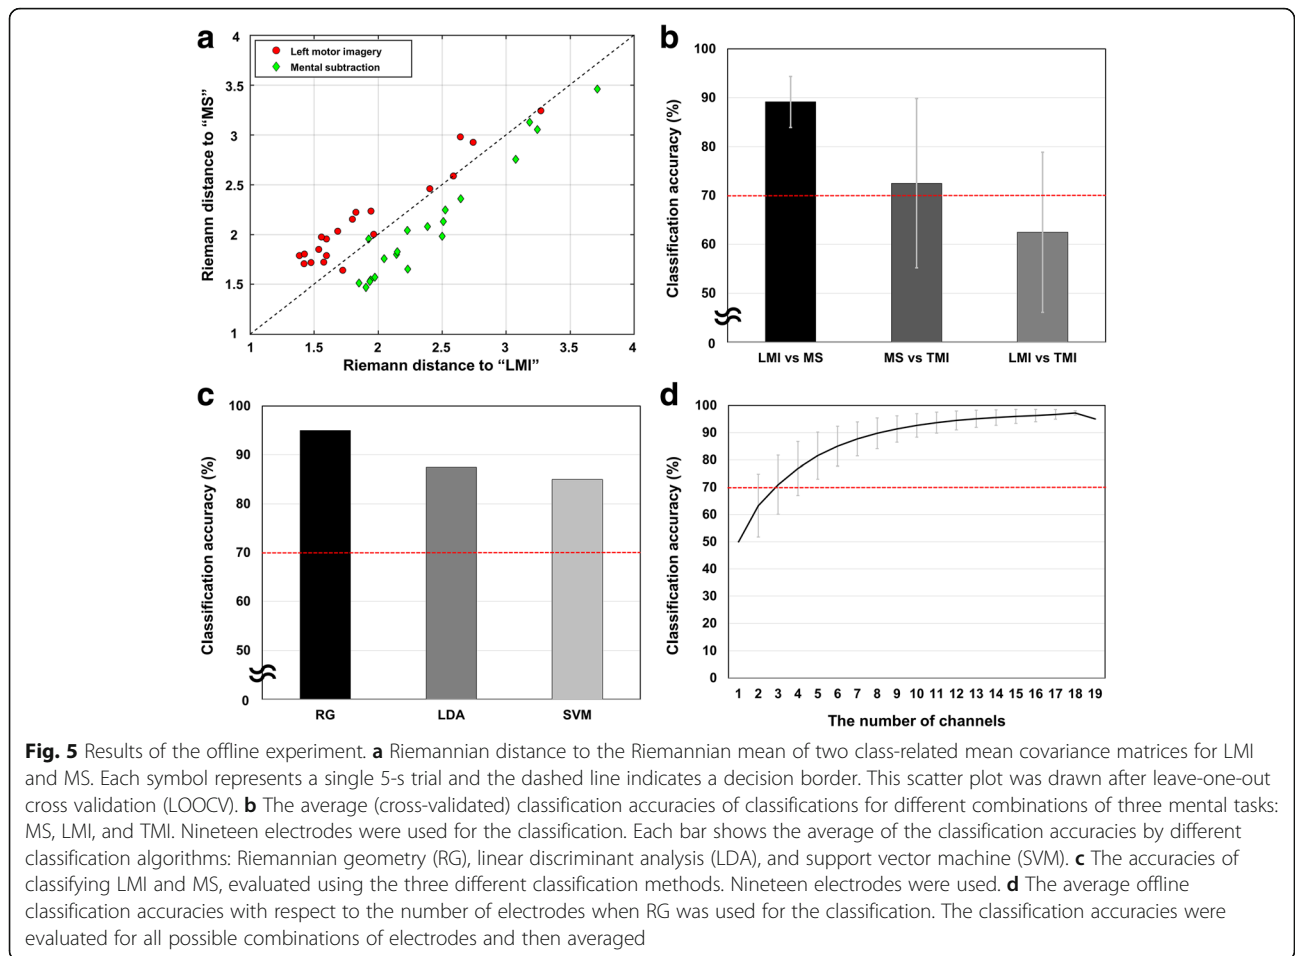 a
4
3.5
3
2.5
2
1.5
1
Riemann distance to “MS”
Left motor imagery
Mental subtraction
1
1.5
2
2.5
3
3.5
4
Riemann distance to “LMI”
b
100
90
80
70
60
50
0
Classification accuracy (%)
LMI vs MS
MS vs TMI
LMI vs TMI
c
100
90
80
70
60
50
0
Classification accuracy (%)
RG
LDA
SVM
d
100
90
80
70
60
50
40
30
20
10
0
Classification accuracy (%)
1 2 3 4 5 6 7 8 9 10 11 12 13 14 15 16 17 18 19
The number of channels
Fig. 5 Results of the offline experiment. a Riemannian distance to the Riemannian mean of two class-related mean covariance matrices for LMI
and MS. Each symbol represents a single 5-s trial and the dashed line indicates a decision border. This scatter plot was drawn after leave-one-out
cross validation (LOOCV). b The average (cross-validated) classification accuracies of classifications for different combinations of three mental tasks:
MS, LMI, and TMI. Nineteen electrodes were used for the classification. Each bar shows the average of the classification accuracies by different
classification algorithms: Riemannian geometry (RG), linear discriminant analysis (LDA), and support vector machine (SVM). c The accuracies of
classifying LMI and MS, evaluated using the three different classification methods. Nineteen electrodes were used. d The average offline
classification accuracies with respect to the number of electrodes when RG was used for the classification. The classification accuracies were
evaluated for all possible combinations of electrodes and then averaged